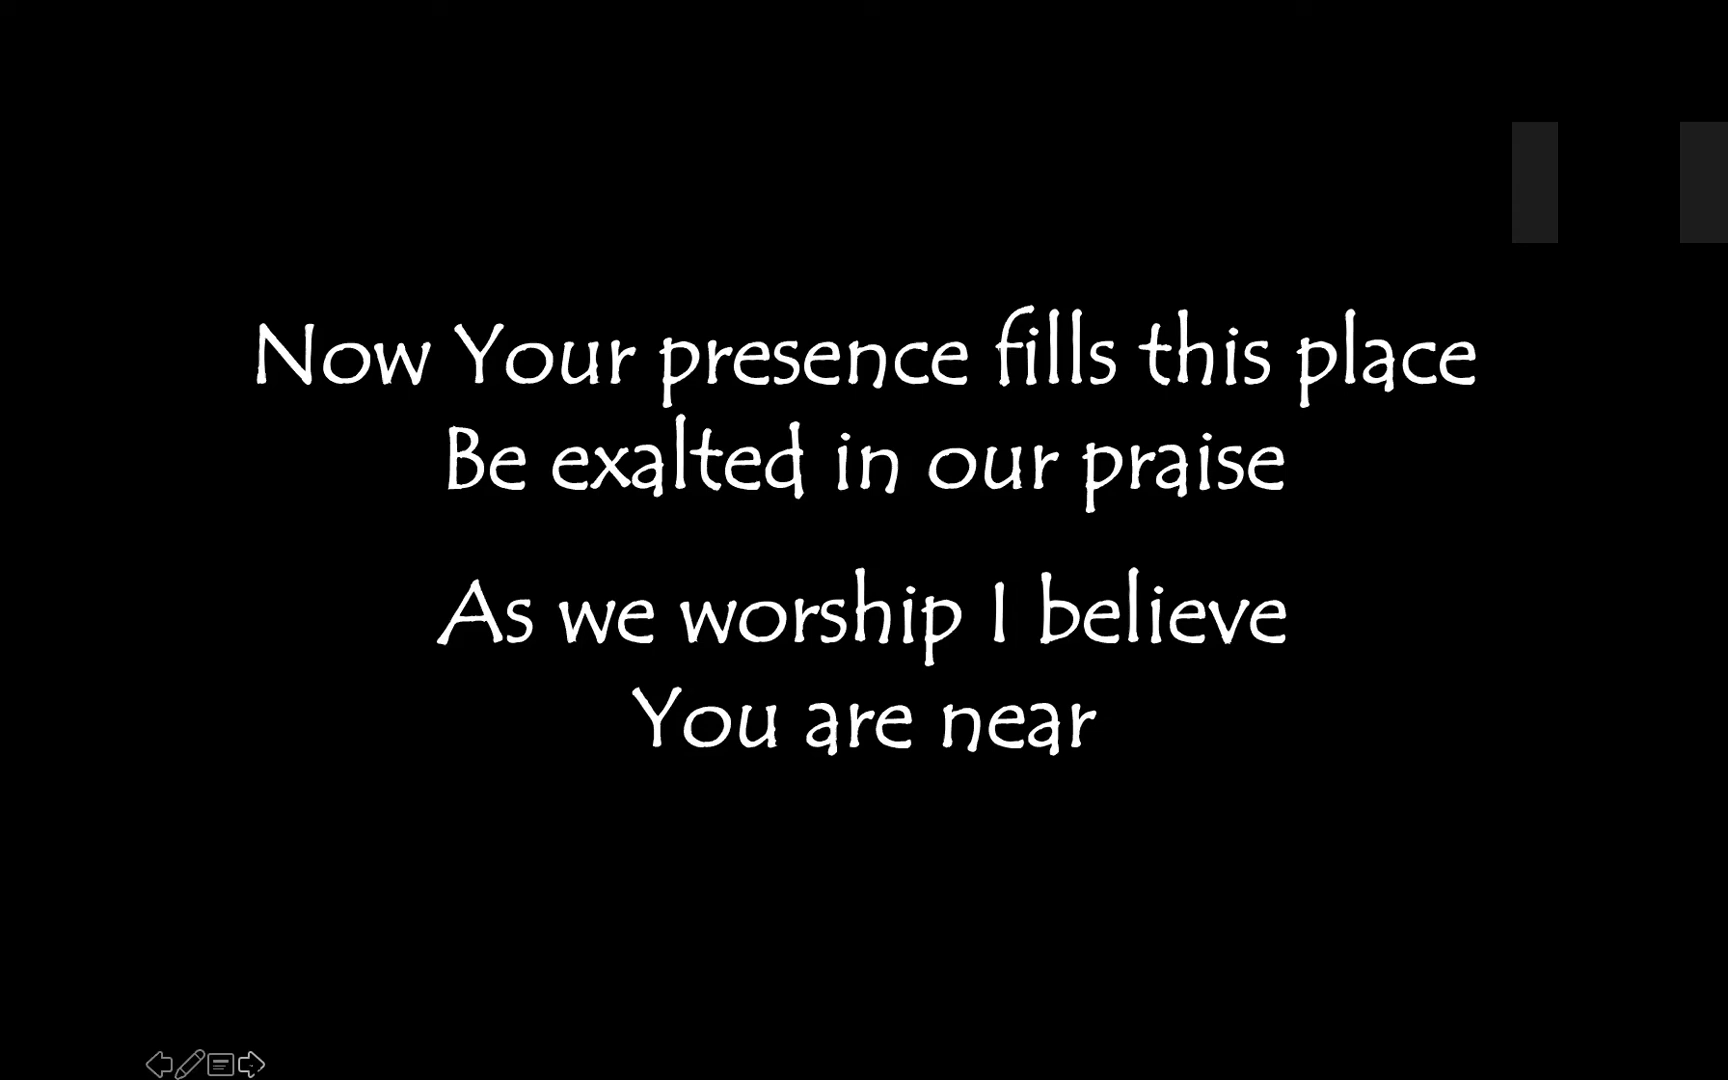 Now Your presence fills this place
Be exalted in our praise
As we worship I believe
You are near